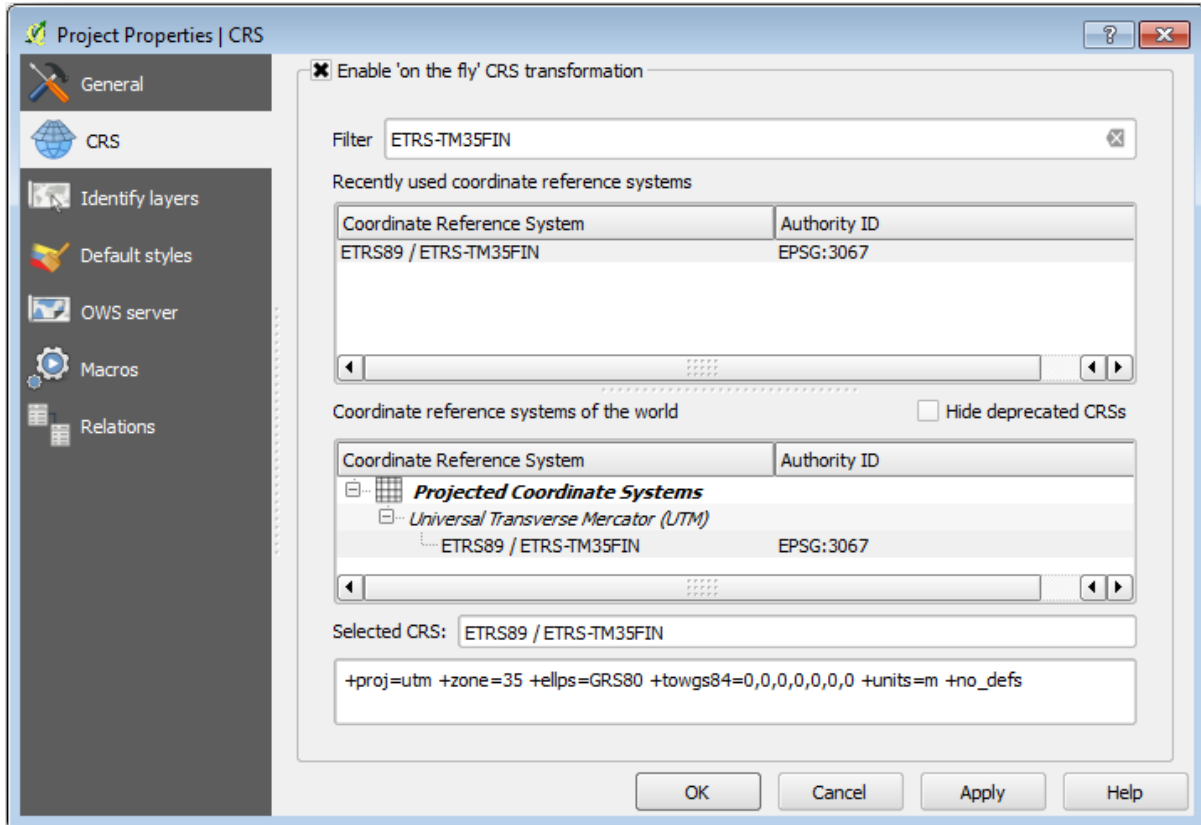 Project Properties | CRS
General
CRS
Identify layers
Default styles
OWS server
Macros
Relations
Enable 'on the fly' CRS transformation
Filter ETRS-TM35FIN
Recently used coordinate reference systems
Coordinate Reference System Authority ID
ETRS89 / ETRS-TM35FIN EPSG:3067
Coordinate reference systems of the world Hide deprecated CRSs
Coordinate Reference System Authority ID
Projected Coordinate Systems
Universal Transverse Mercator (UTM)
ETRS89 / ETRS-TM35FIN EPSG:3067
Selected CRS: ETRS89 / ETRS-TM35FIN
+proj=utm +zone=35 +ellps=GRS80 +towgs84=0,0,0,0,0,0,0 +units=m +no_defs
OK Cancel Apply Help